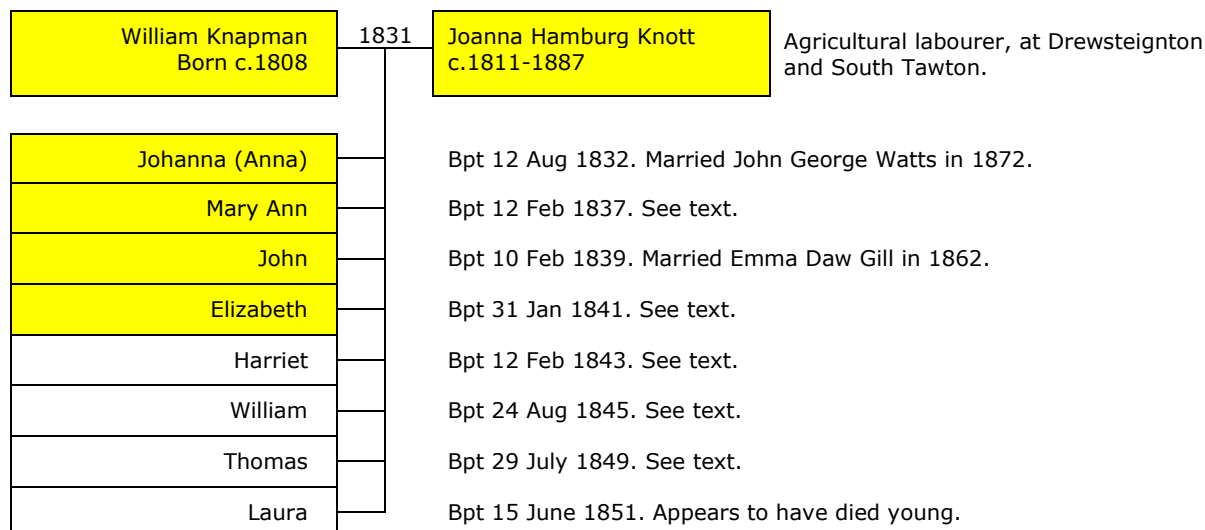 William Knapman
Born c.1808
1831
Joanna Hamburg Knott
c.1811-1887
Agricultural labourer, at Drewsteignton
and South Tawton.
Johanna (Anna)
Bpt 12 Aug 1832. Married John George Watts in 1872.
Mary Ann
Bpt 12 Feb 1837. See text.
John
Bpt 10 Feb 1839. Married Emma Daw Gill in 1862.
Elizabeth
Bpt 31 Jan 1841. See text.
Harriet
Bpt 12 Feb 1843. See text.
William
Bpt 24 Aug 1845. See text.
Thomas
Bpt 29 July 1849. See text.
Laura
Bpt 15 June 1851. Appears to have died young.